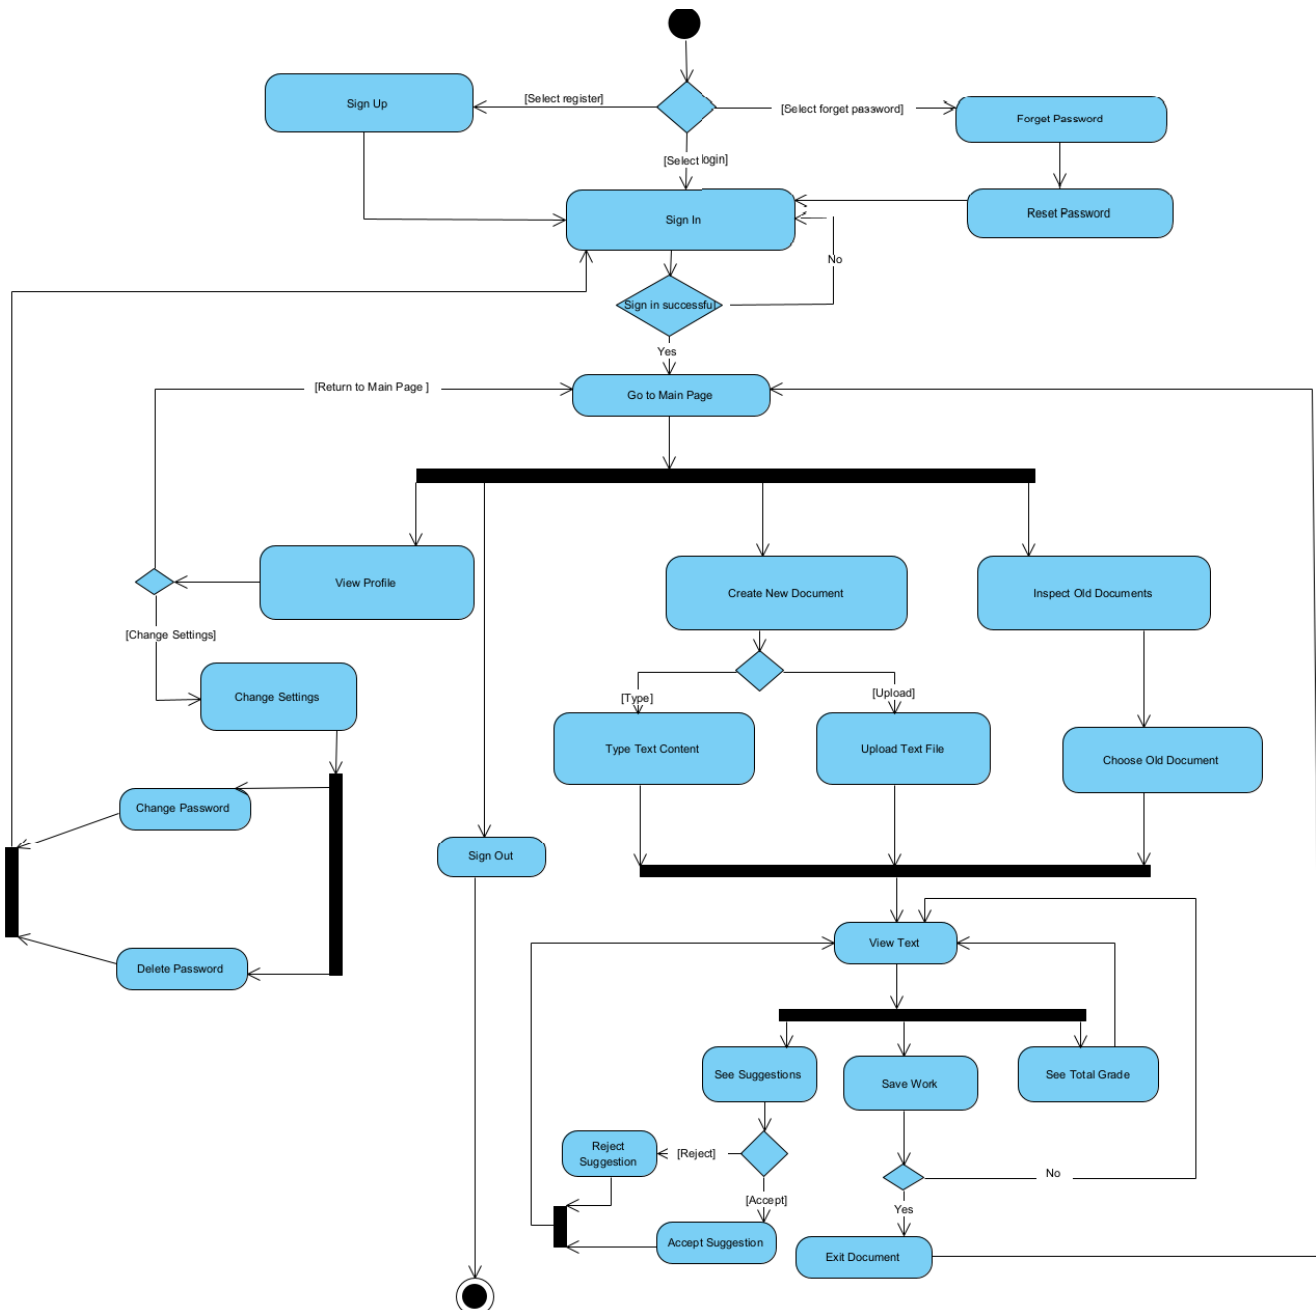 Sign Up
[Select register]
[Select forget password]
Forget Password
[Select login]
Sign In
Reset Password
No
Sign in successful
Yes
[Return to Main Page ]
Go to Main Page
View Profile
Create New Document
Inspect Old Documents
[Change Settings]
Change Settings
[Type]
[Upload]
Type Text Content
Upload Text File
Choose Old Document
Change Password
Sign Out
View Text
Delete Password
See Suggestions
Save Work
See Total Grade
Reject
Suggestion
[Reject]
No
[Accept]
Yes
Accept Suggestion
Exit Document